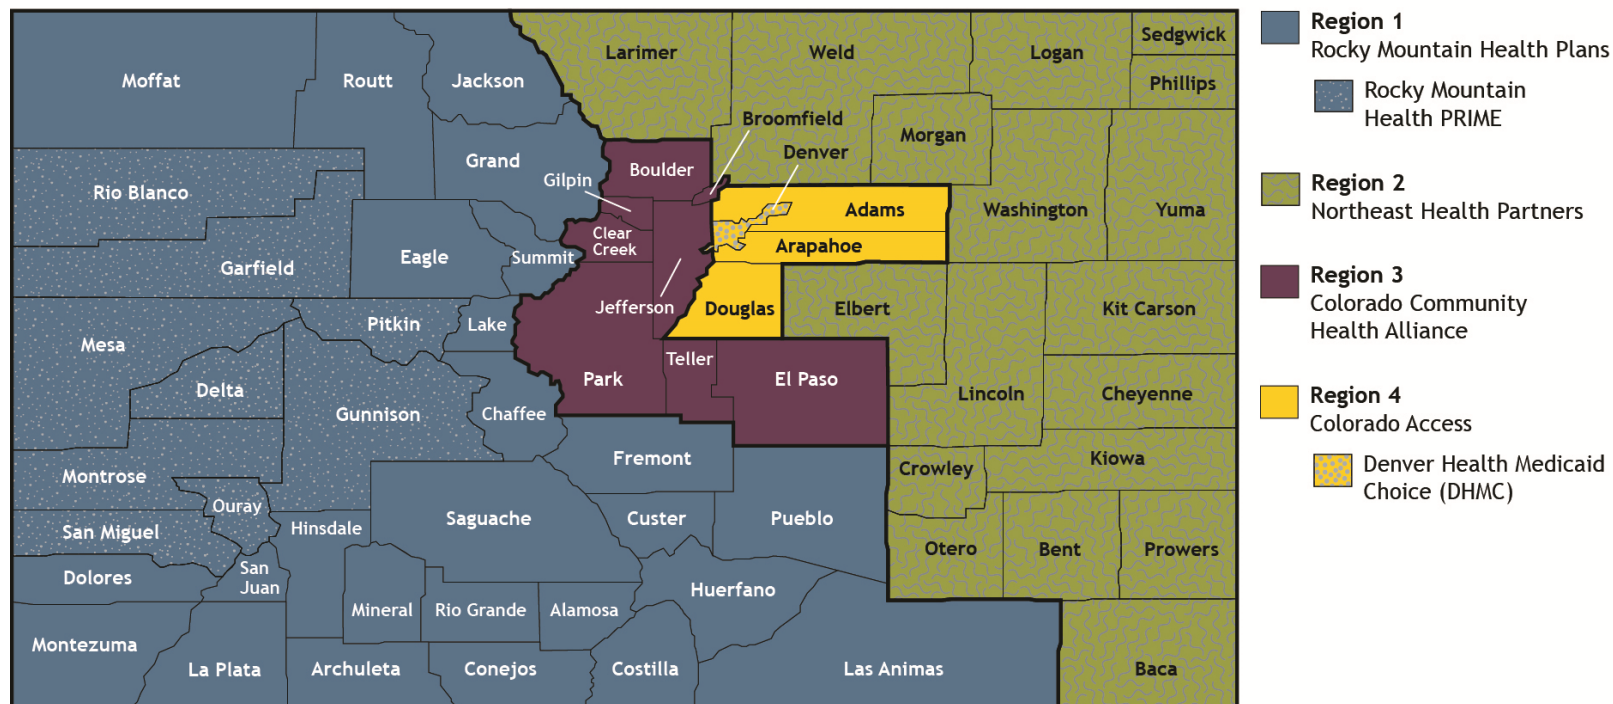 Moffat
Routt
Jackson
Larimer
Weld
Logan
Sedgwick
Phillips
Broomfield
Morgan
Denver
Grand
Boulder
Gilpin
Rio Blanco
Washington
Yuma
Adams
Clear
Creek
Arapahoe
Eagle
Summit
Garfield
Jefferson
Douglas
Elbert
Kit Carson
Pitkin
Lake
Mesa
Teller
Park
El Paso
Delta
Lincoln
Cheyenne
Gunnison
Chaffee
Fremont
Crowley
Kiowa
Montrose
Ouray
Saguache
Custer
Pueblo
San Miguel
Hinsdale
Otero
Bent
Prowers
Dolores
San
Juan
Huerfano
Mineral
Rio Grande
Alamosa
Montezuma
La Plata
Archuleta
Conejos
Costilla
Las Animas
Baca
Region 1
Rocky Mountain Health Plans
Rocky Mountain
Health PRIME
Region 2
Northeast Health Partners
Region 3
Colorado Community
Health Alliance
Region 4
Colorado Access
Denver Health Medicaid
Choice (DHMC)